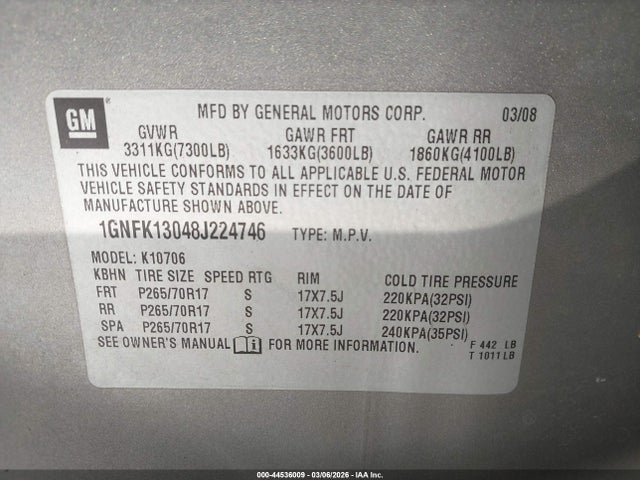 GM
MFD BY GENERAL MOTORS CORP. 03/08
GVWR GAWR FRT GAWR RR
3311KG(7300LB) 1633KG(3600LB) 1860KG(4100LB)
THIS VEHICLE CONFORMS TO ALL APPLICABLE U.S. FEDERAL MOTOR
VEHICLE SAFETY STANDARDS IN EFFECT ON THE DATE OF
MANUFACTURE SHOWN ABOVE.
1GNFK13048J224746 TYPE: M.P.V.
MODEL: K10706
KBHN TIRE SIZE SPEED RTG RIM COLD TIRE PRESSURE
FRT P265/70R17 S 17X7.5J 220KPA(32PSI)
RR P265/70R17 S 17X7.5J 220KPA(32PSI)
SPA P265/70R17 S 17X7.5J 240KPA(35PSI)
SEE OWNER'S MANUAL FOR MORE INFORMATION.
F 442 LB
T 1011 LB
000-44536009 - 03/06/2026 - IAA Inc.